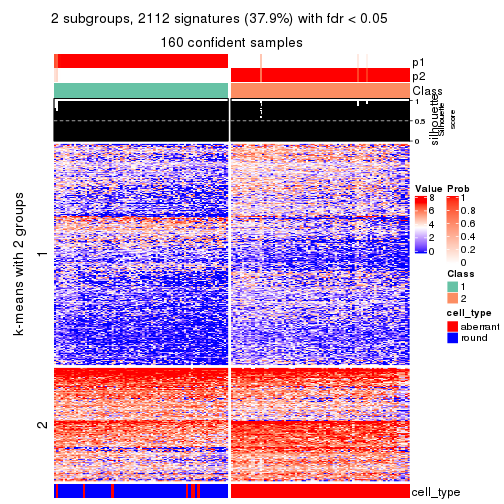 2 subgroups, 2112 signatures (37.9%) with fdr < 0.05
160 confident samples
p1
p2
Class
1
0.5
0
silhouette
Silhouette
score
k-means with 2 groups
1
2
cell_type
Value
8
6
4
2
0
Prob
1
0.8
0.6
0.4
0.2
0
Class
1
2
cell_type
aberrant
round